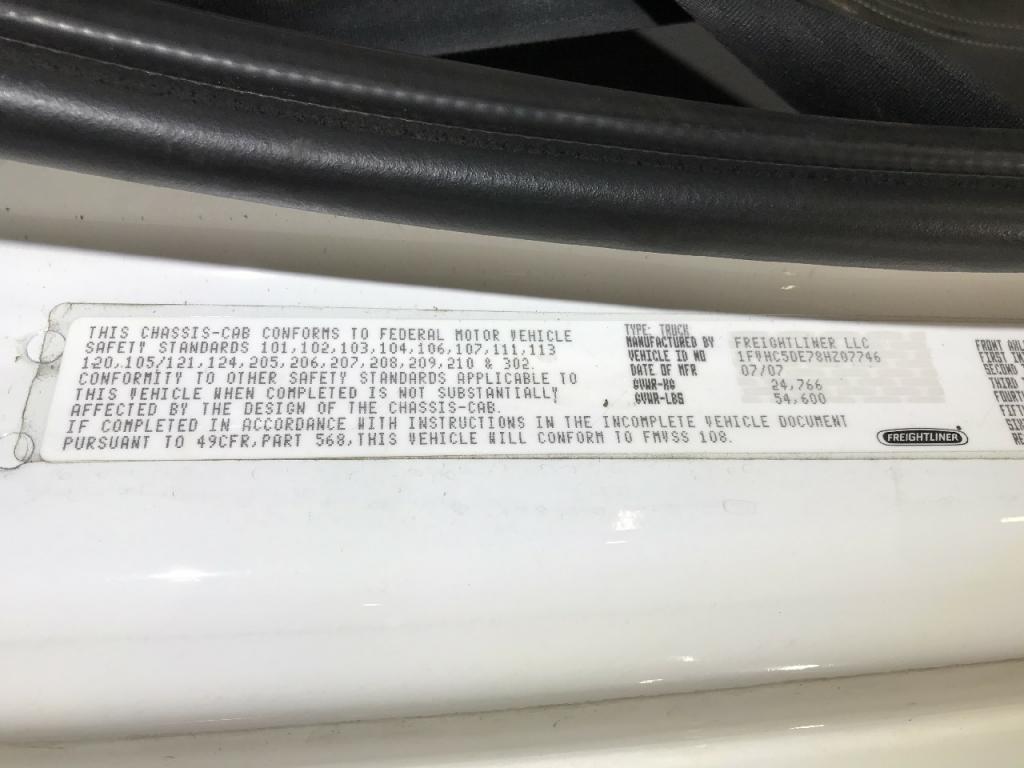 THIS CHASSIS-CAB CONFORMS TO FEDERAL MOTOR VEHICLE
SAFETY STANDARDS 101,102,103,104,106,107,111,113
120,105/121,124,205,206,207,208,209,210 & 302.
CONFORMITY TO OTHER SAFETY STANDARDS APPLICABLE TO
THIS VEHICLE WHEN COMPLETED IS NOT SUBSTANTIALLY
AFFECTED BY THE DESIGN OF THE CHASSIS-CAB.
IF COMPLETED IN ACCORDANCE WITH INSTRUCTIONS IN THE INCOMPLETE VEHICLE DOCUMENT
PURSUANT TO 49CFR,PART 568,THIS VEHICLE WILL CONFORM TO FMVSS 108.
TYPE: TRUCK
MANUFACTURED BY FREIGHTLINER LLC
VEHICLE ID NO 1FVHC5DE78HZ07746
DATE OF MFR 07/07
GVWR-KG 24,766
GVWR-LBS 54,600
FREIGHTLINER
FRONT
FIRST
SECOND
THIRD